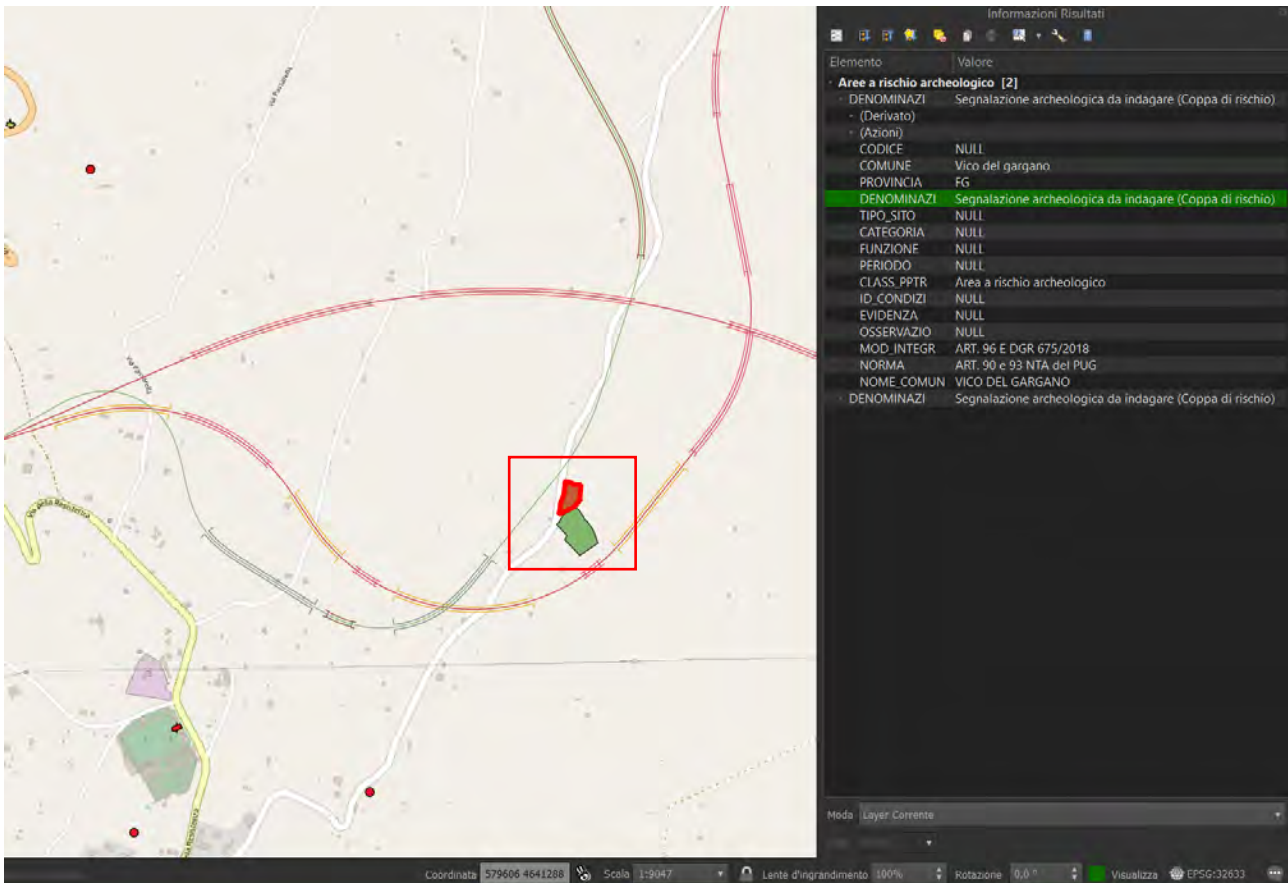 Informazioni Risultati
Elemento Valore
Aree a rischio archeologico [2]
DENOMINAZI Segnalazione archeologica da indagare (Coppa di rischio)
(Derivato)
(Azioni)
CODICE NULL
COMUNE Vico del gargano
PROVINCIA FG
DENOMINAZI Segnalazione archeologica da indagare (Coppa di rischio)
TIPO_SITO NULL
CATEGORIA NULL
FUNZIONE NULL
PERIODO NULL
CLASS_PPTR Area a rischio archeologico
ID_CONDIZI NULL
EVIDENZA NULL
OSSERVAZIO NULL
MOD_INTEGR ART. 96 E DGR 675/2018
NORMA ART. 90 e 93 NTA del PUG
NOME_COMUN VICO DEL GARGANO
DENOMINAZI Segnalazione archeologica da indagare (Coppa di rischio)
Via della Resistenza
Moda Layer Corrente
Coordinata 579606 4641288 Scala 1:9047 Lente d'ingrandimento 100% Rotazione 0,0 ° Visualizza EPSG:32633